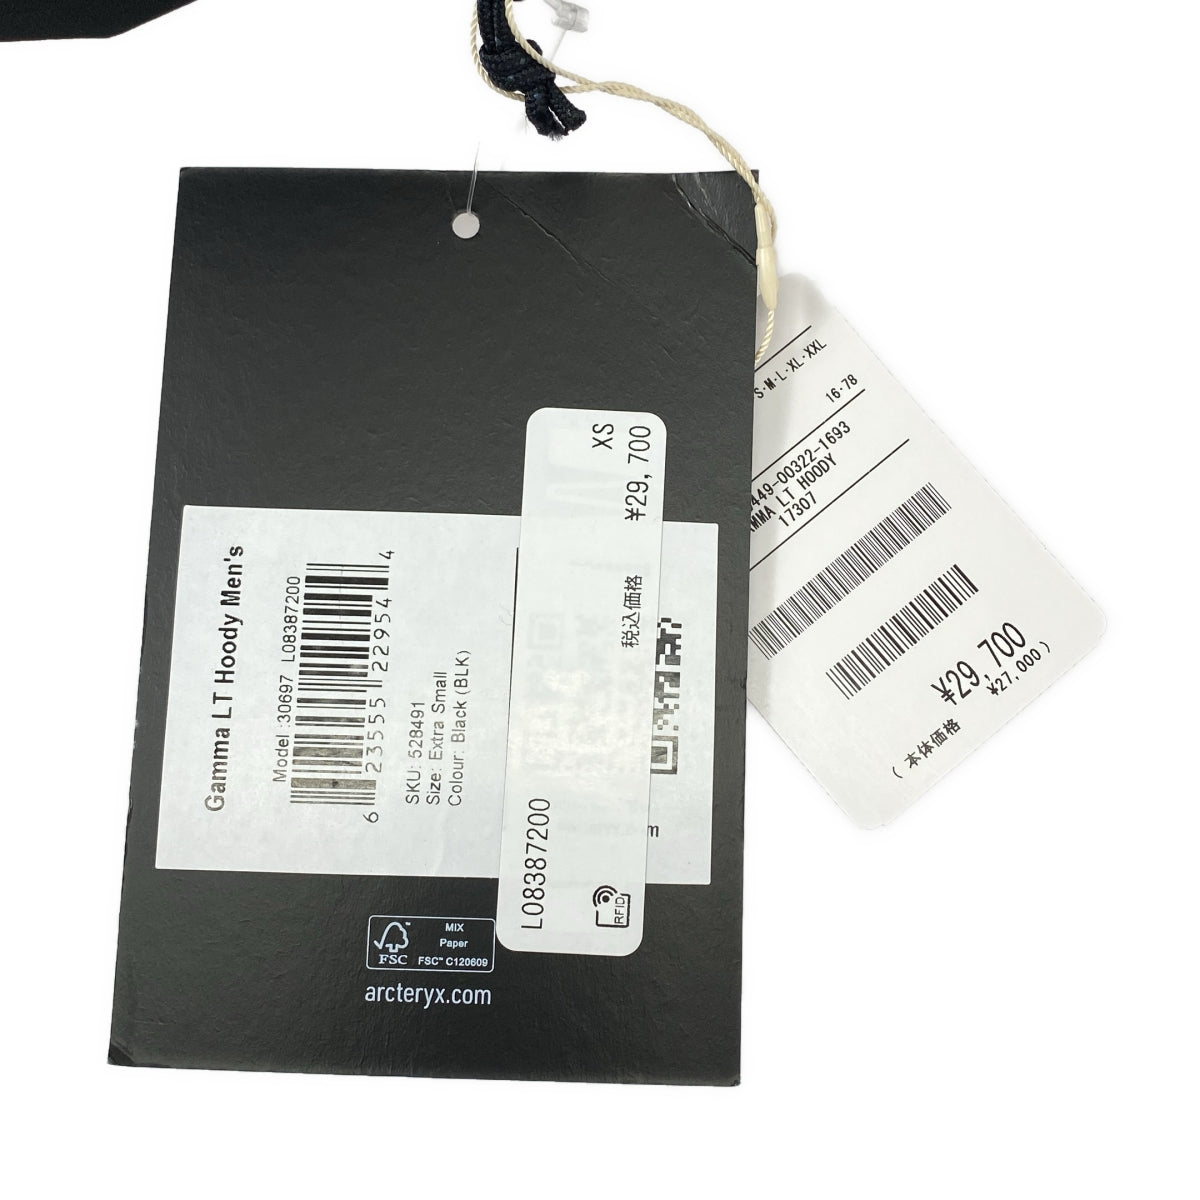 Gamma LT Hoody Men's
Model :30697 L08387200
6 23555 22954 4
SKU: 528491
Size: Extra Small
Colour: Black (BLK)
XS
¥29,700
税込価格
L08387200
RFID
MIX
Paper
FSC™ C120609
FSC
arcteryx.com
S·M·L·XL·XXL
16-78
449-00322-1693
MMA LT HOODY
17307
¥29,700
¥27,000 )
( 本体価格